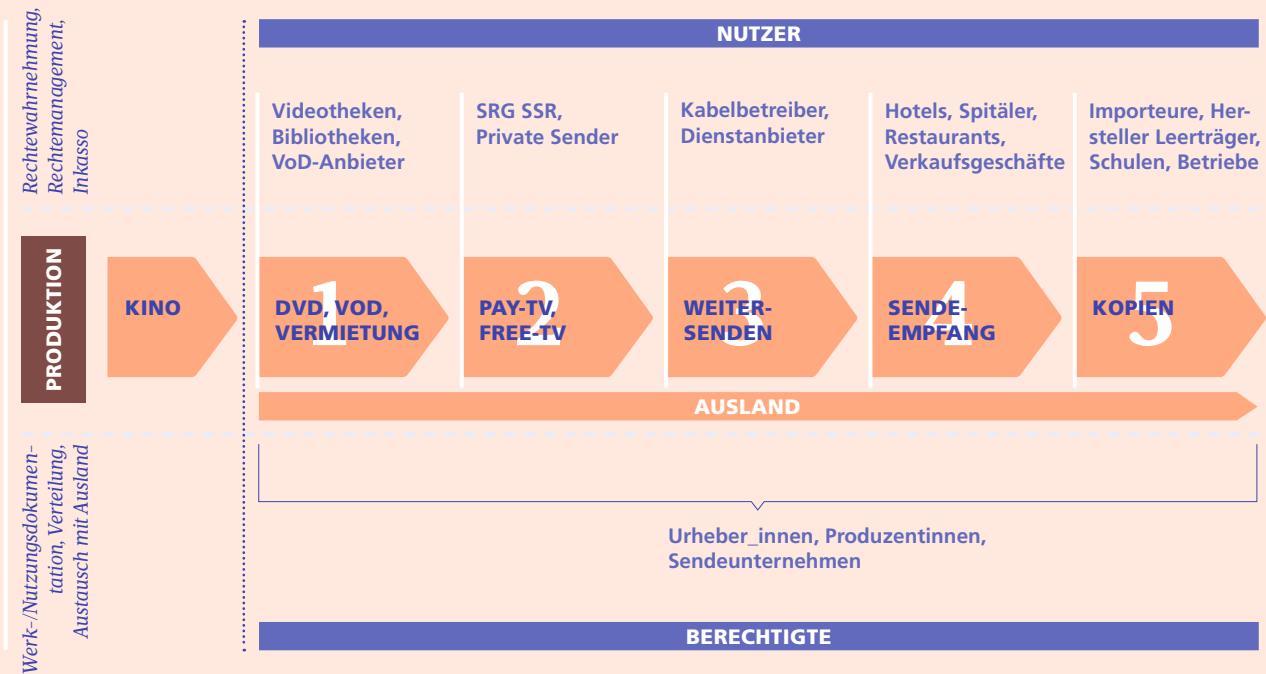 Rechtewahrnehmung,
Rechtemanagement,
Inkasso
NUTZER
Videotheken,
Bibliotheken,
VoD-Anbieter
SRG SSR,
Private Sender
Kabelbetreiber,
Dienstanbieter
Hotels, Spitäler,
Restaurants,
Verkaufsgeschäfte
Importeure, Her-
steller Leerträger,
Schulen, Betriebe
PRODUKTION
KINO
1
DVD, VOD,
VERMIETUNG
2
PAY-TV,
FREE-TV
3
WEITER-
SENDEN
4
SENDE-
EMPFANG
5
KOPIEN
AUSLAND
Werk-/Nutzungsdokumen-
tation, Verteilung,
Austausch mit Ausland
Urheber_innen, Produzentinnen,
Sendeunternehmen
BERECHTIGTE